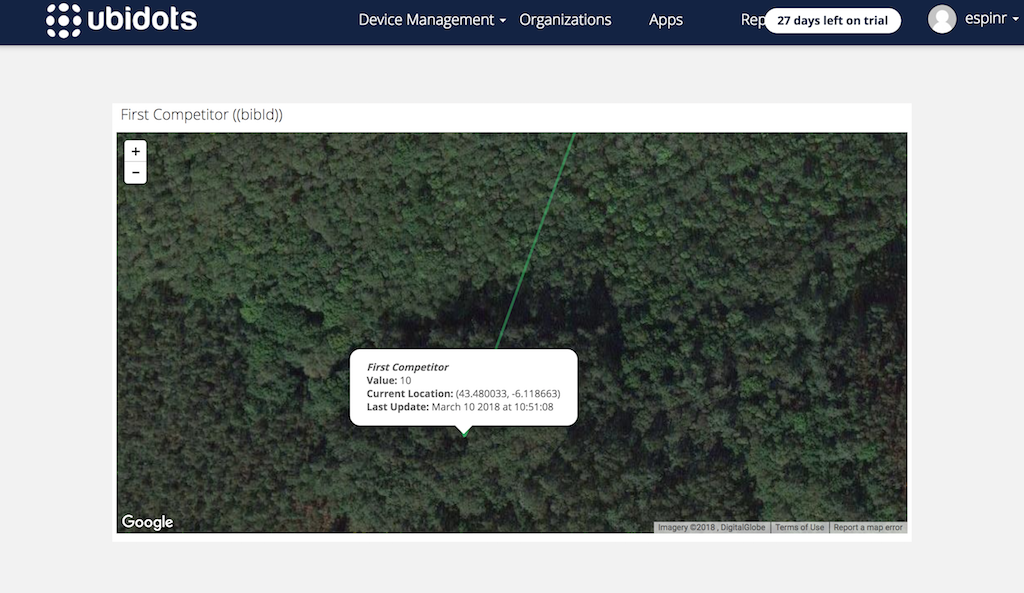 ubidots
Device Management
Organizations
Apps
Rep
27 days left on trial
espinr
First Competitor ((bibId))
+
−
First Competitor
Value: 10
Current Location: (43.480033, -6.118663)
Last Update: March 10 2018 at 10:51:08
Google
Imagery ©2018 , DigitalGlobe
Terms of Use
Report a map error